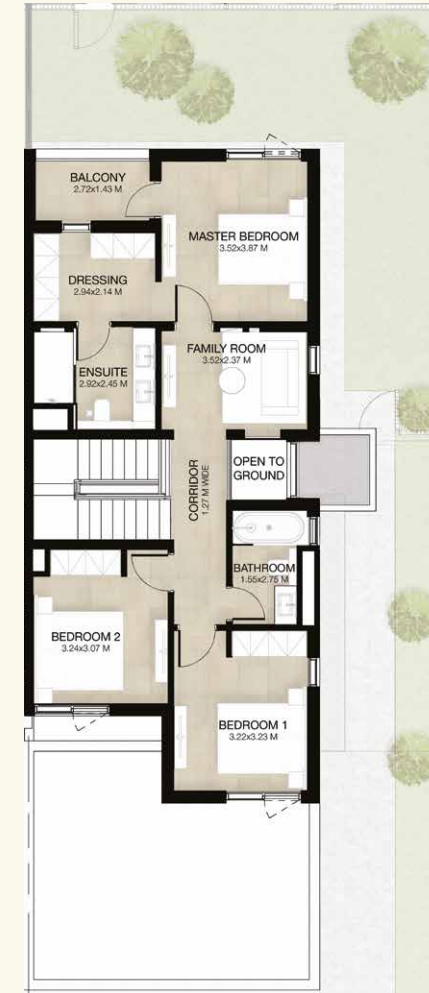 BALCONY
2.72x1.43 M
MASTER BEDROOM
3.52x3.87 M
DRESSING
2.94x2.14 M
FAMILY ROOM
3.52x2.37 M
ENSUITE
2.92x2.45 M
OPEN TO
GROUND
CORRIDOR
1.27 M WIDE
BATHROOM
1.55x2.75 M
BEDROOM 2
3.24x3.07 M
BEDROOM 1
3.22x3.23 M